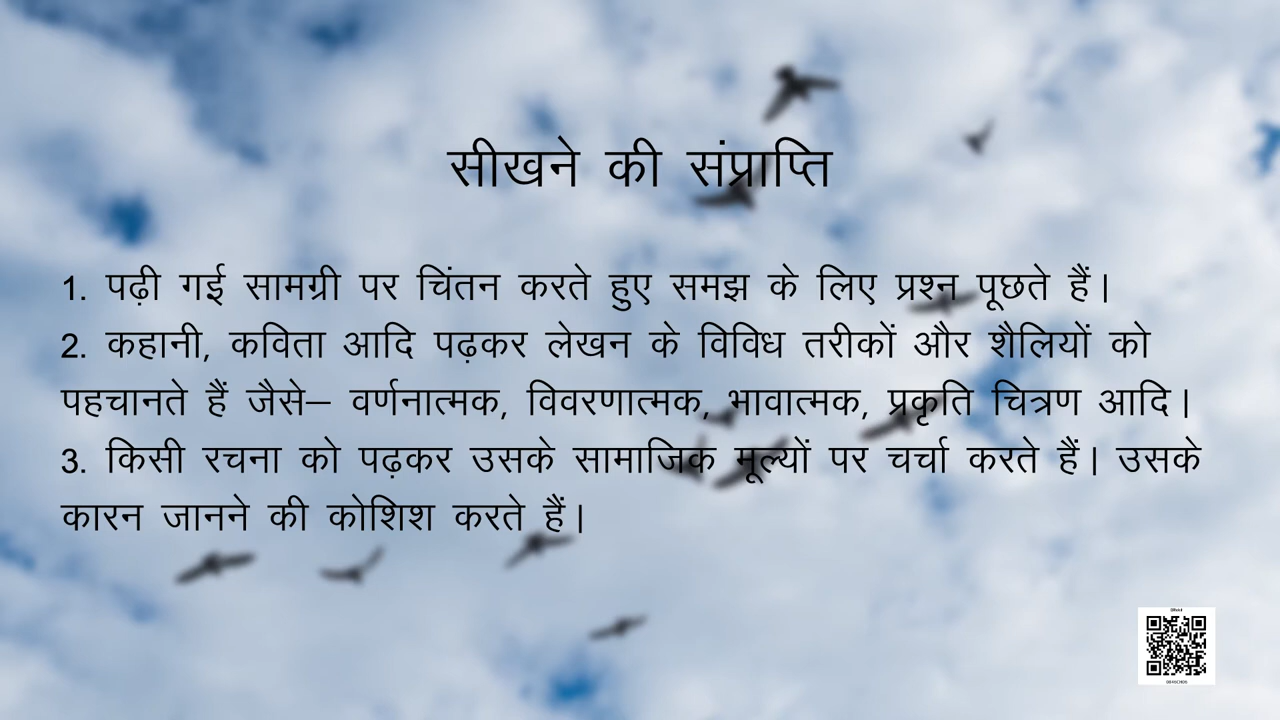 सीखने की संप्राप्ति
1. पढ़ी गई सामग्री पर चिंतन करते हुए समझ के लिए प्रश्न पूछते हैं।
2. कहानी, कविता आदि पढ़कर लेखन के विविध तरीकों और शैलियों को
पहचानते हैं जैसे– वर्णनात्मक, विवरणात्मक, भावात्मक, प्रकृति चित्रण आदि।
3. किसी रचना को पढ़कर उसके सामाजिक मूल्यों पर चर्चा करते हैं। उसके
कारन जानने की कोशिश करते हैं।